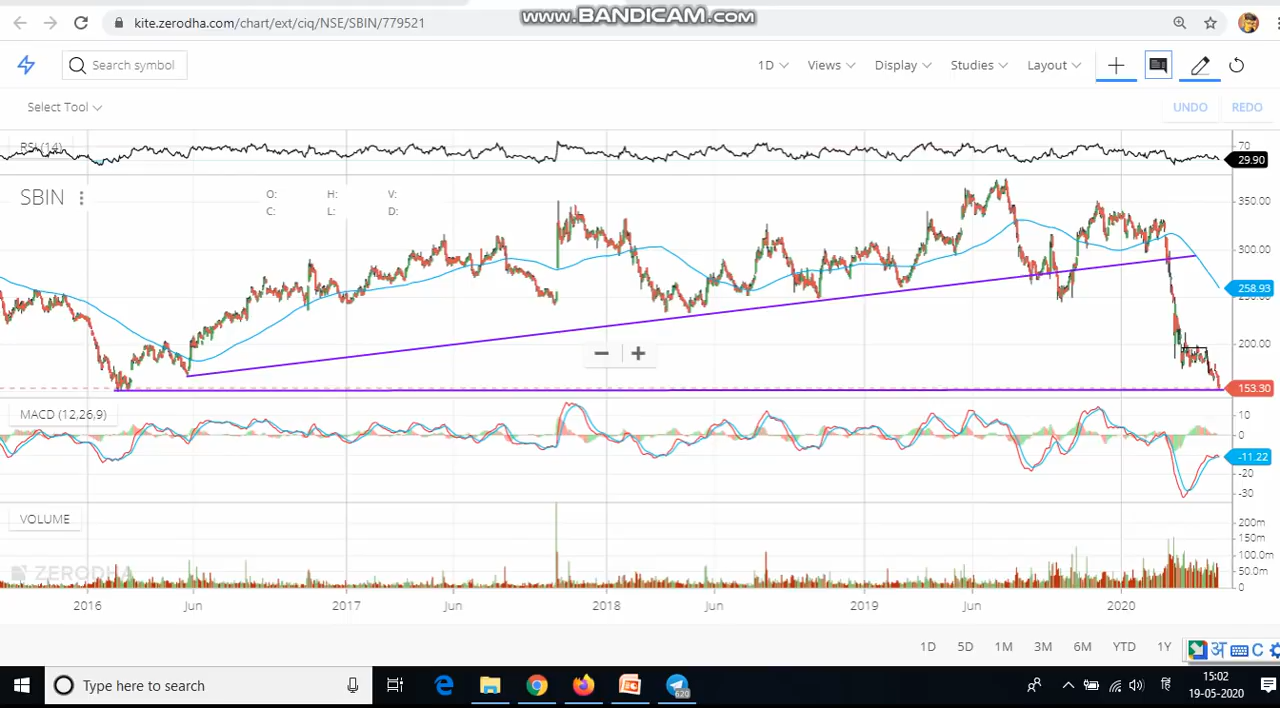 www.BANDICAM.com
kite.zerodha.com/chart/ext/ciq/NSE/SBIN/779521
Search symbol
1D Views Display Studies Layout
Select Tool UNDO REDO
RSI (14) 70
29.90
SBIN O: H: V:
C: L: D:
350.00
300.00
258.93
250.00
200.00
153.30
MACD (12,26,9) 10
0
-11.22
-20
-30
VOLUME 200m
150m
100.0m
50.0m
0
ZERODHA
2016 Jun 2017 Jun 2018 Jun 2019 Jun 2020
1D 5D 1M 3M 6M YTD 1Y अ C
Type here to search 620 हि 15:02
19-05-2020